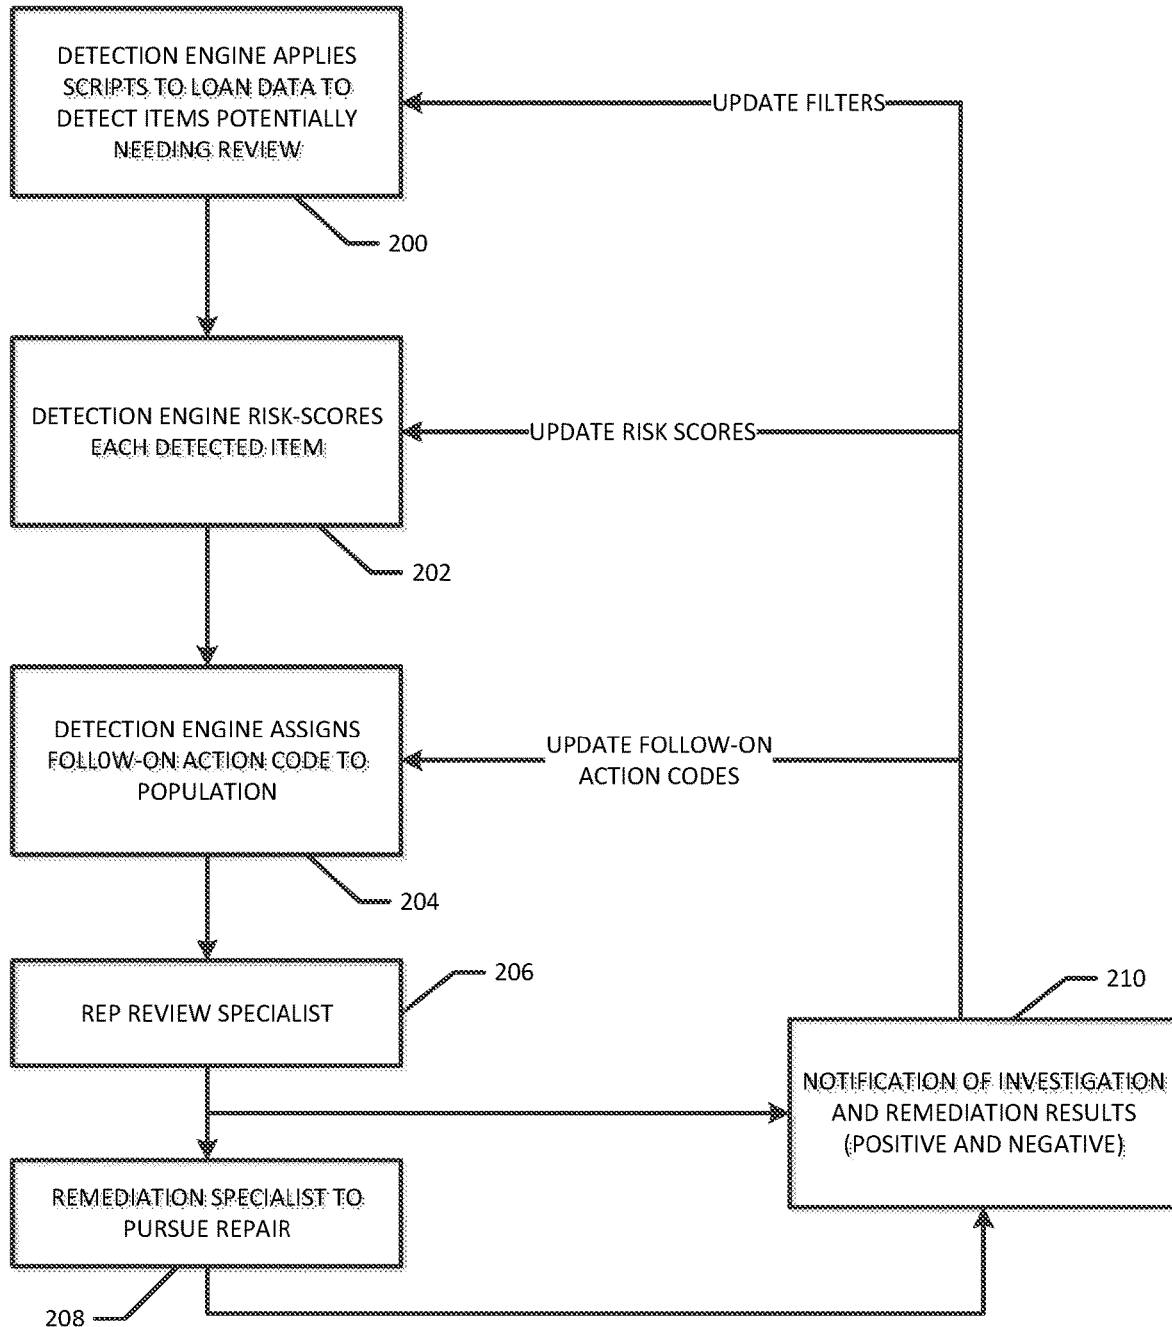 DETECTION ENGINE APPLIES
SCRIPTS TO LOAN DATA TO
DETECT ITEMS POTENTIALLY
NEEDING REVIEW
UPDATE FILTERS
200
DETECTION ENGINE RISK-SCORES
EACH DETECTED ITEM
UPDATE RISK SCORES
202
DETECTION ENGINE ASSIGNS
FOLL0W-ON ACTION CODE TO
POPULATION
UPDATE FOLLOW-ON
ACTION CODES
204
REP REVIEW SPECIALIST
206
210
NOTIFICATION OF INVESTIGATION
AND REMEDIATION RESULTS
(POSITIVE AND NEGATIVE)
REMEDIATION SPECIALIST TO
PURSUE REPAIR
208